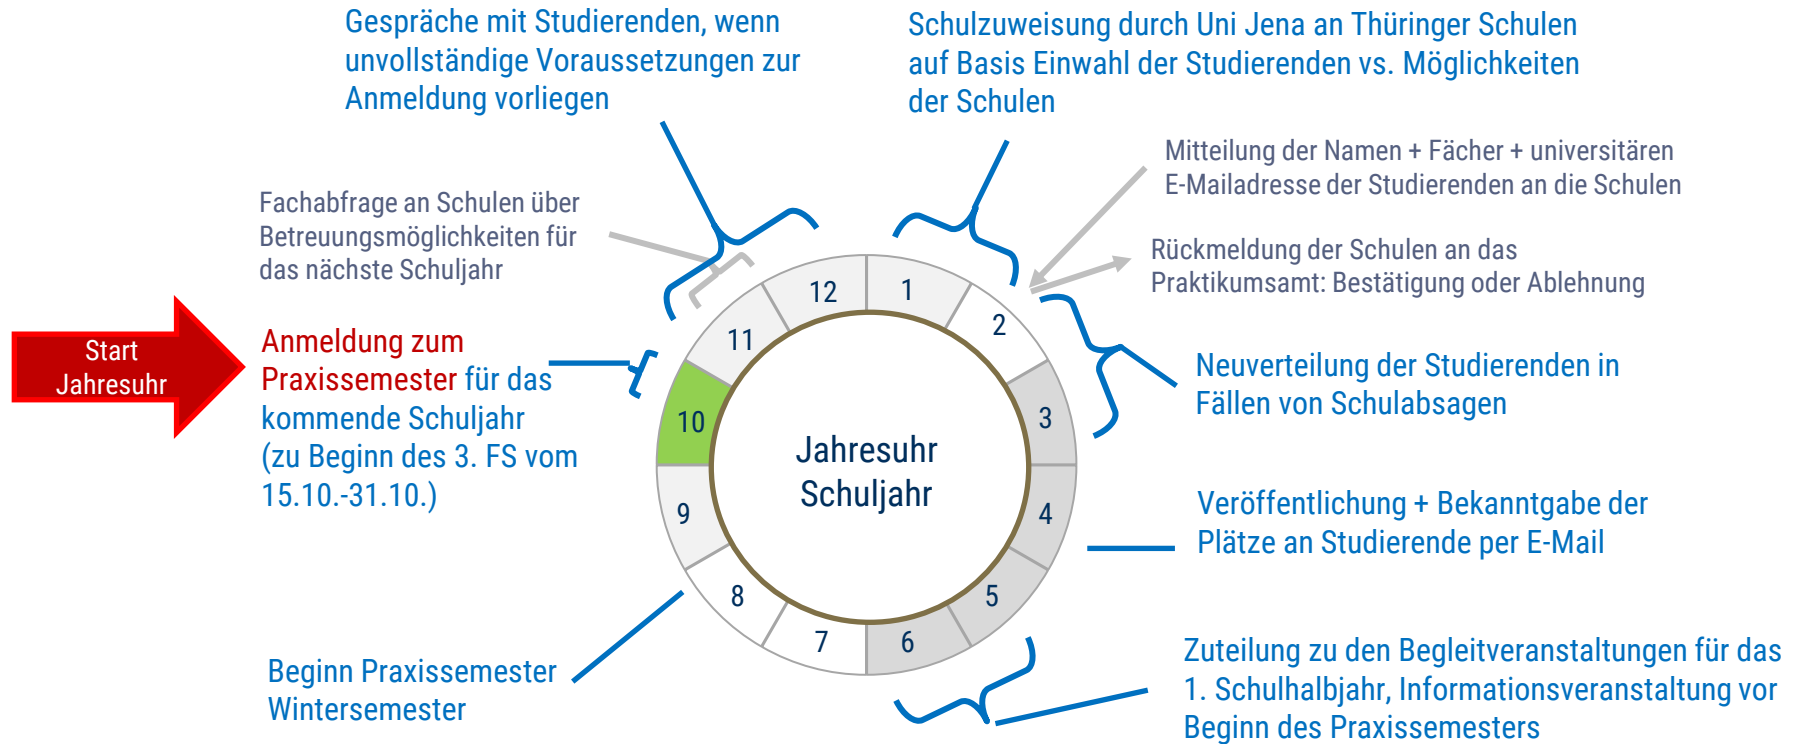 Gespräche mit Studierenden, wenn
unvollständige Voraussetzungen zur
Anmeldung vorliegen
Schulzuweisung durch Uni Jena an Thüringer Schulen
auf Basis Einwahl der Studierenden vs. Möglichkeiten
der Schulen
Mitteilung der Namen + Fächer + universitären
E-Mailadresse der Studierenden an die Schulen
Fachabfrage an Schulen über
Betreuungsmöglichkeiten für
das nächste Schuljahr
Rückmeldung der Schulen an das
Praktikumsamt: Bestätigung oder Ablehnung
Start
Jahresuhr
Anmeldung zum
Praxissemester für das
kommende Schuljahr
(zu Beginn des 3. FS vom
15.10.-31.10.)
12
1
2
3
4
5
6
7
8
9
10
11
Jahresuhr
Schuljahr
Neuverteilung der Studierenden in
Fällen von Schulabsagen
Veröffentlichung + Bekanntgabe der
Plätze an Studierende per E-Mail
Beginn Praxissemester
Wintersemester
Zuteilung zu den Begleitveranstaltungen für das
1. Schulhalbjahr, Informationsveranstaltung vor
Beginn des Praxissemesters